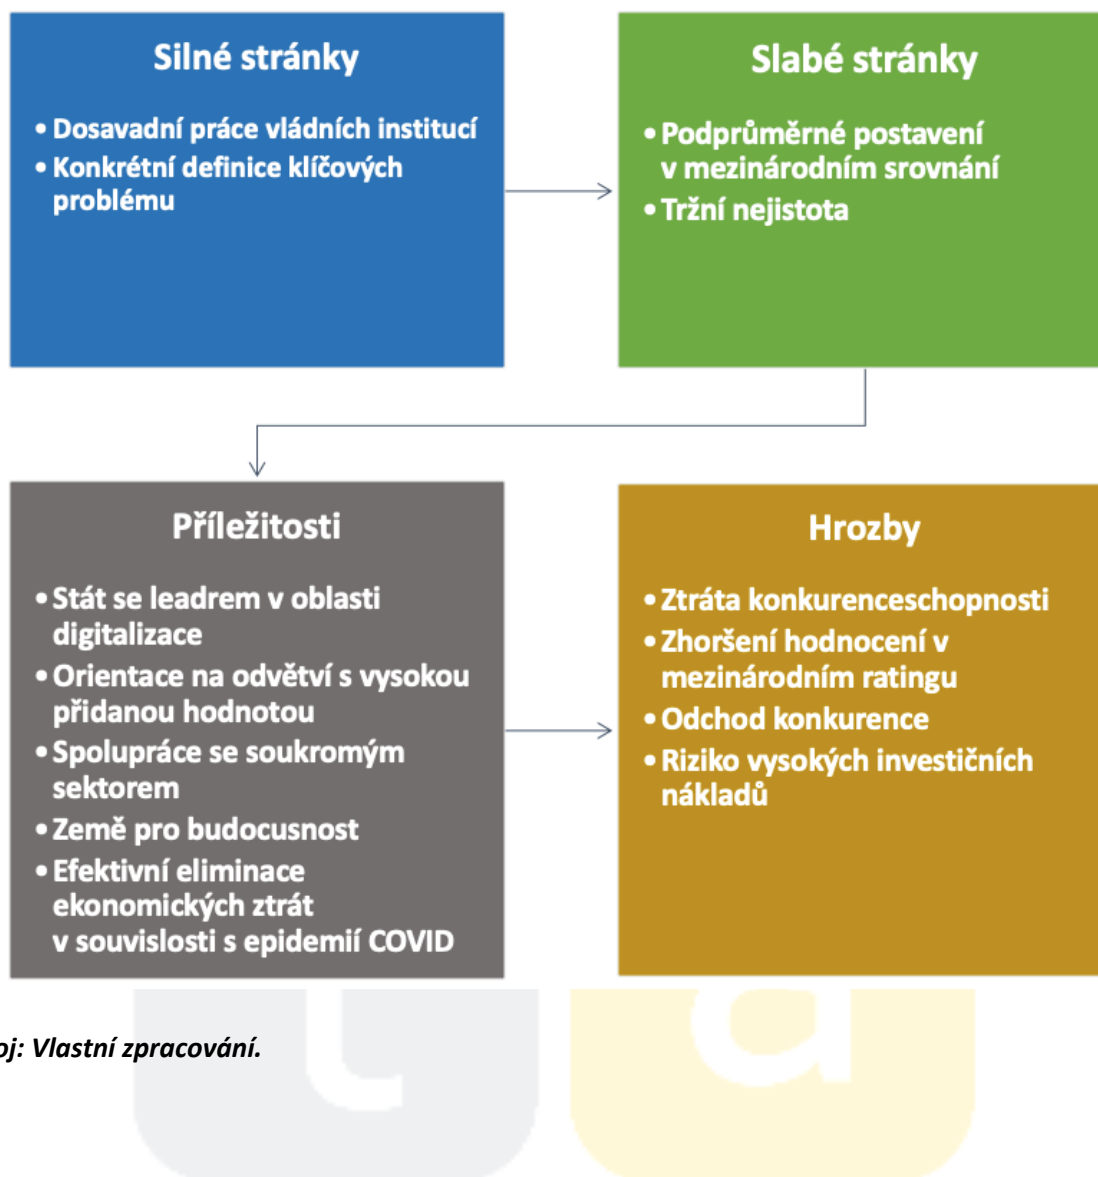 Silné stránky
• Dosavadní práce vládních institucí
• Konkrétní definice klíčových
problému
Slabé stránky
• Podprůměrné postavení
v mezinárodním srovnání
• Tržní nejistota
Příležitosti
• Stát se leadrem v oblasti
digitalizace
• Orientace na odvětví s vysokou
přidanou hodnotou
• Spolupráce se soukromým
sektorem
• Země pro budocusnost
• Efektivní eliminace
ekonomických ztrát
v souvislosti s epidemií COVID
Hrozby
• Ztráta konkurenceschopnosti
• Zhoršení hodnocení v
mezinárodním ratingu
• Odchod konkurence
• Riziko vysokých investičních
nákladů
oj: Vlastní zpracování.
t a